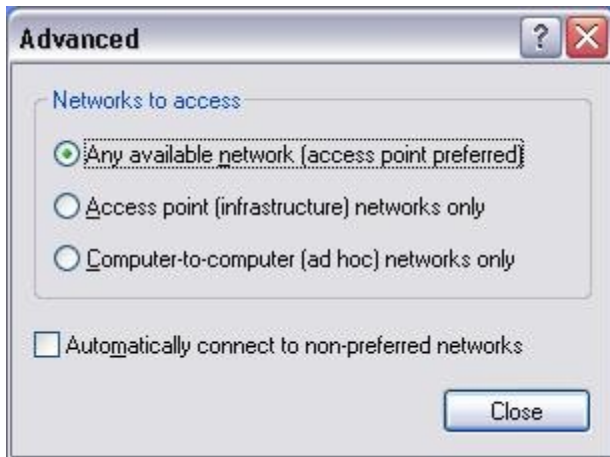 Advanced
?
Networks to access
Any available network (access point preferred)
Access point (infrastructure) networks only
Computer-to-computer (ad hoc) networks only
Automatically connect to non-preferred networks
Close